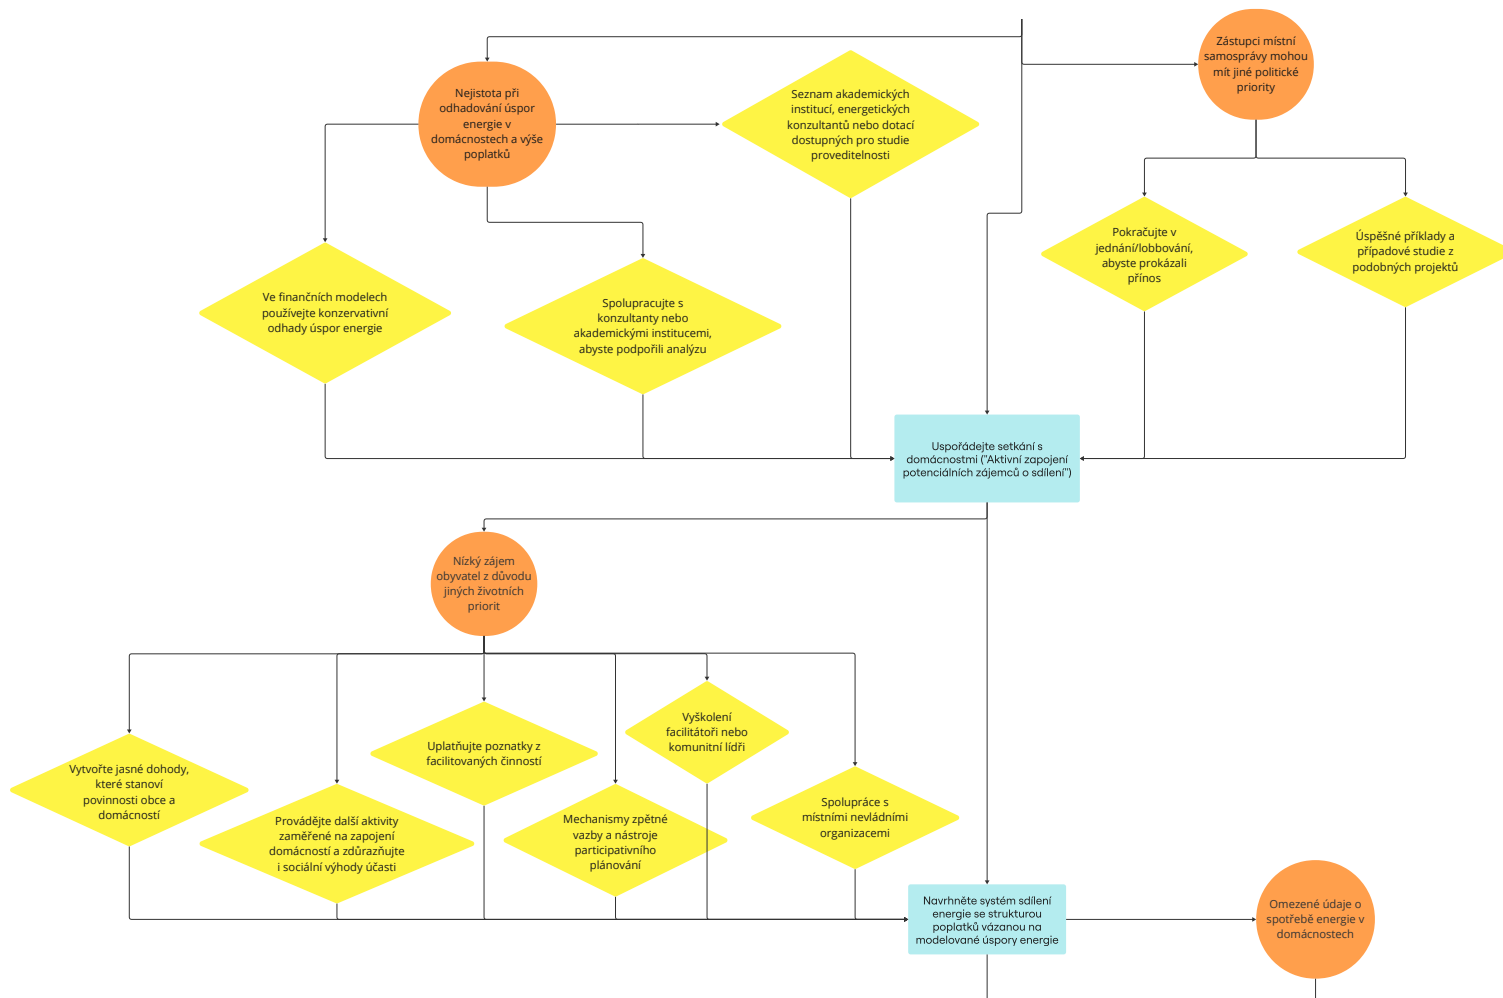 Zástupci místní
samosprávy mohou
mít jiné politické
priority
Nejistota při
odhadování úspor
energie v
domácnostech a výše
poplatků
Seznam akademických
institucí, energetických
konzultantů nebo dotací
dostupných pro studie
proveditelnosti
Pokračujte v
jednání/lobbování,
abyste prokázali
přínos
Úspěšné příklady a
případové studie z
podobných projektů
Ve finančních modelech
používejte konzervativní
odhady úspor energie
Spolupracujte s
konzultanty nebo
akademickými institucemi,
abyste podpořili analýzu
Uspořádejte setkání s
domácnostmi ("Aktivní zapojení
potenciálních zájemců o sdílení")
Nízký zájem
obyvatel z důvodu
jiných životních
priorit
Vytvořte jasné dohody,
které stanoví
povinnosti obce a
domácností
Provádějte další aktivity
zaměřené na zapojení
domácností a zdůrazňujte
i sociální výhody účasti
Uplatňujte poznatky z
facilitovaných činností
Mechanismy zpětné
vazby a nástroje
participativního
plánování
Vyškolení
facilitátoři nebo
komunitní lídři
Spolupráce s
místními nevládními
organizacemi
Navrhněte systém sdílení
energie se strukturou
poplatků vázanou na
modelované úspory energie
Omezené údaje o
spotřebě energie v
domácnostech